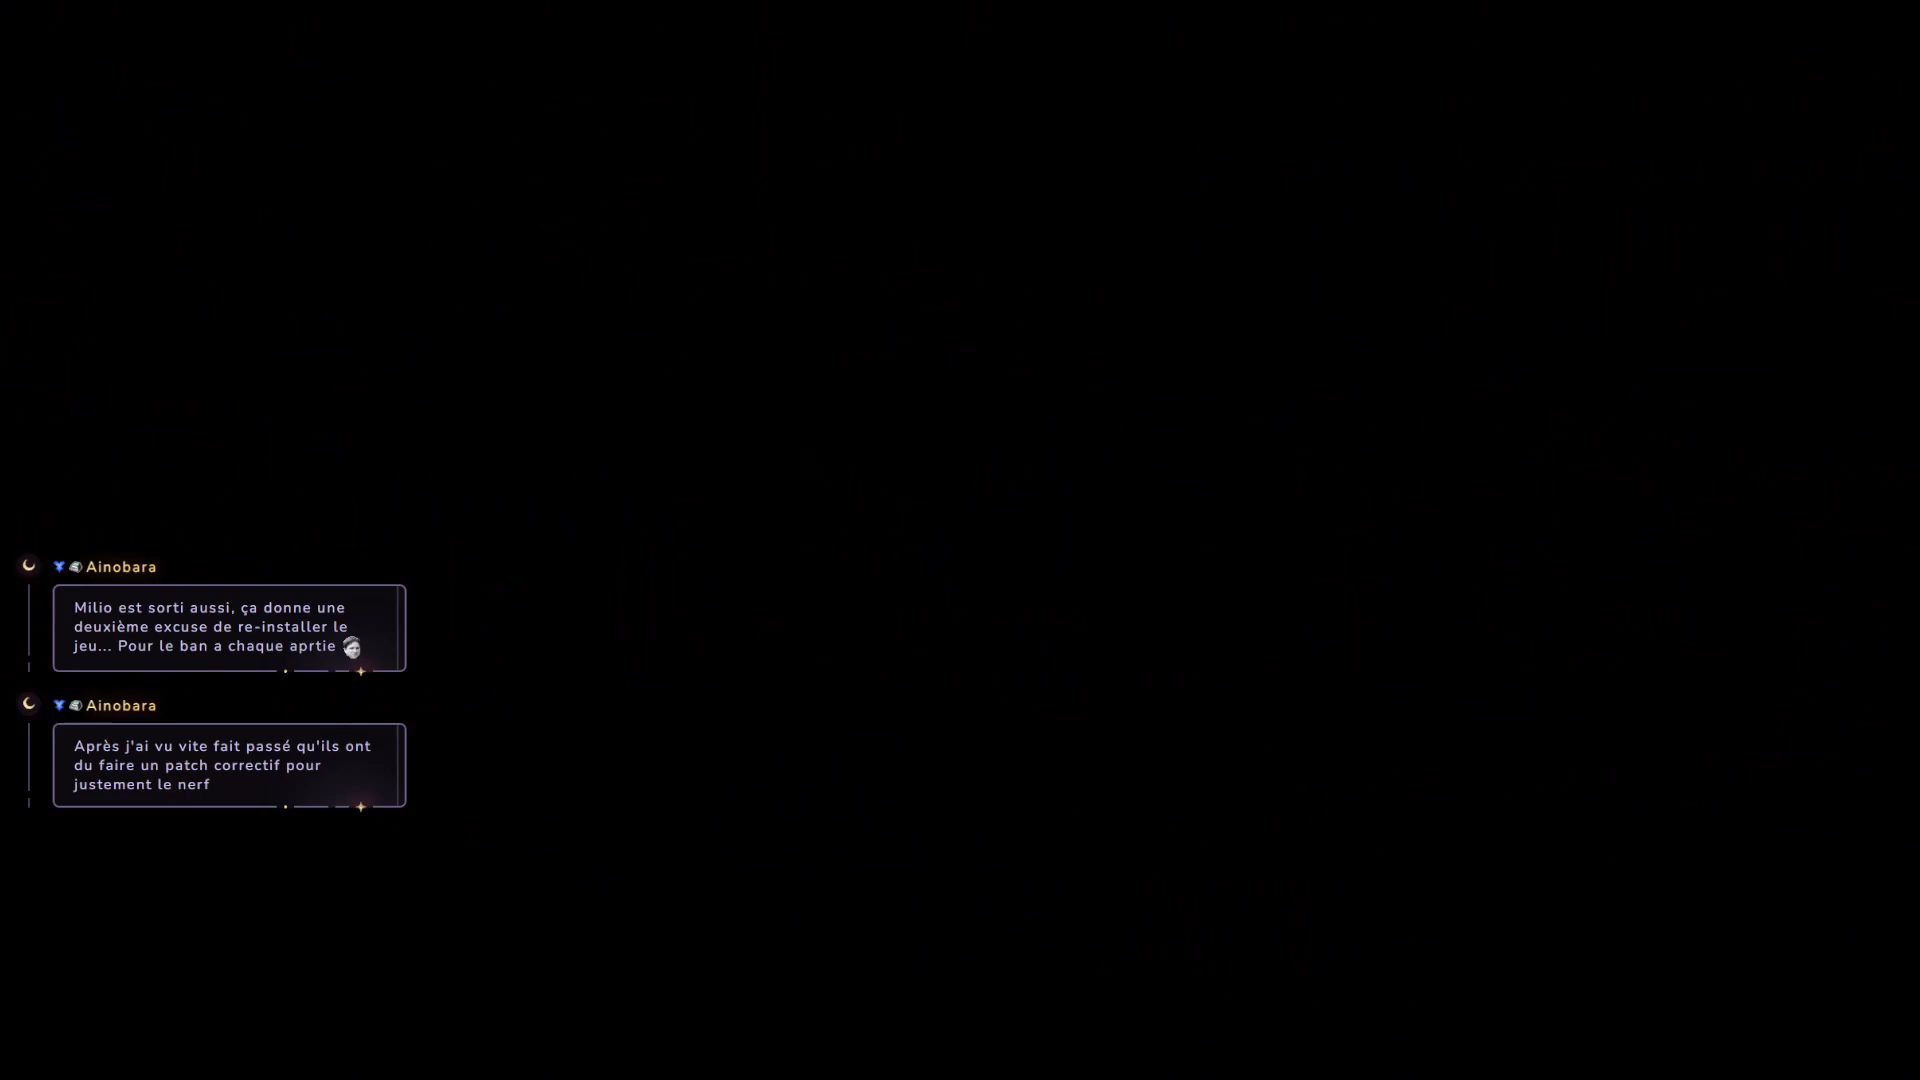 Ainobara
Milio est sorti aussi, ça donne une
deuxième excuse de re-installer le
jeu... Pour le ban a chaque aprtie
Ainobara
Après j'ai vu vite fait passé qu'ils ont
du faire un patch correctif pour
justement le nerf